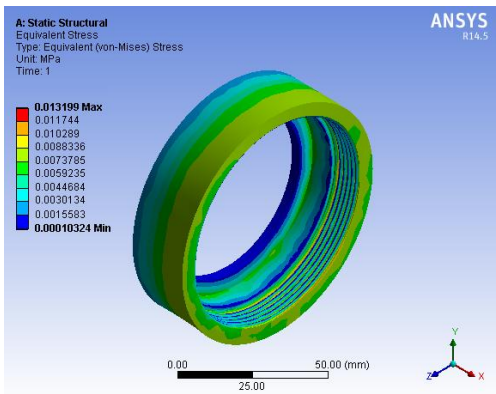 A: Static Structural
Equivalent Stress
Type: Equivalent (von-Mises) Stress
Unit: MPa
Time: 1
ANSYS
R14.5
0.013199 Max
0.011744
0.010289
0.0088336
0.0073785
0.0059235
0.0044684
0.0030134
0.0015583
0.00010324 Min
0.00
50.00 (mm)
25.00
Y
Z
X